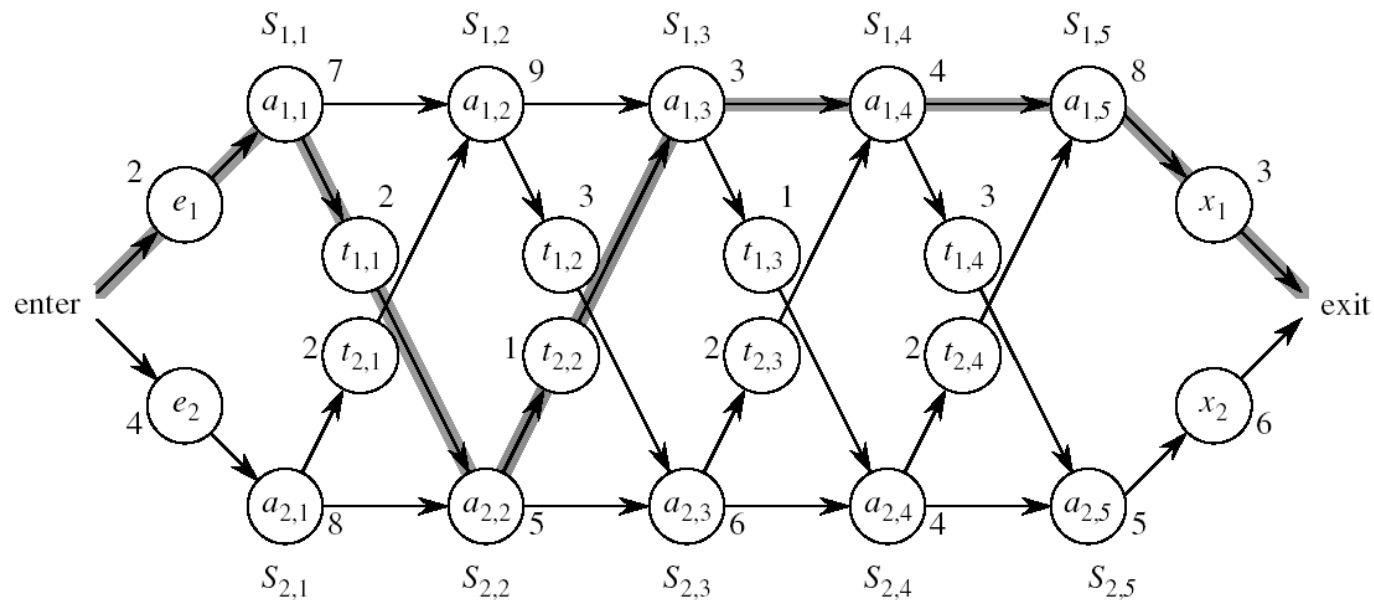 S1,1 S1,2 S1,3 S1,4 S1,5
7 9 3 4 8
a1,1 a1,2 a1,3 a1,4 a1,5
2 3
e1 2 3 1 3 x1
t1,1 t1,2 t1,3 t1,4
enter exit
2 t2,1 1 t2,2 2 t2,3 2 t2,4
e2 x2
4 6
a2,1 a2,2 a2,3 a2,4 a2,5
8 5 6 4 5
S2,1 S2,2 S2,3 S2,4 S2,5